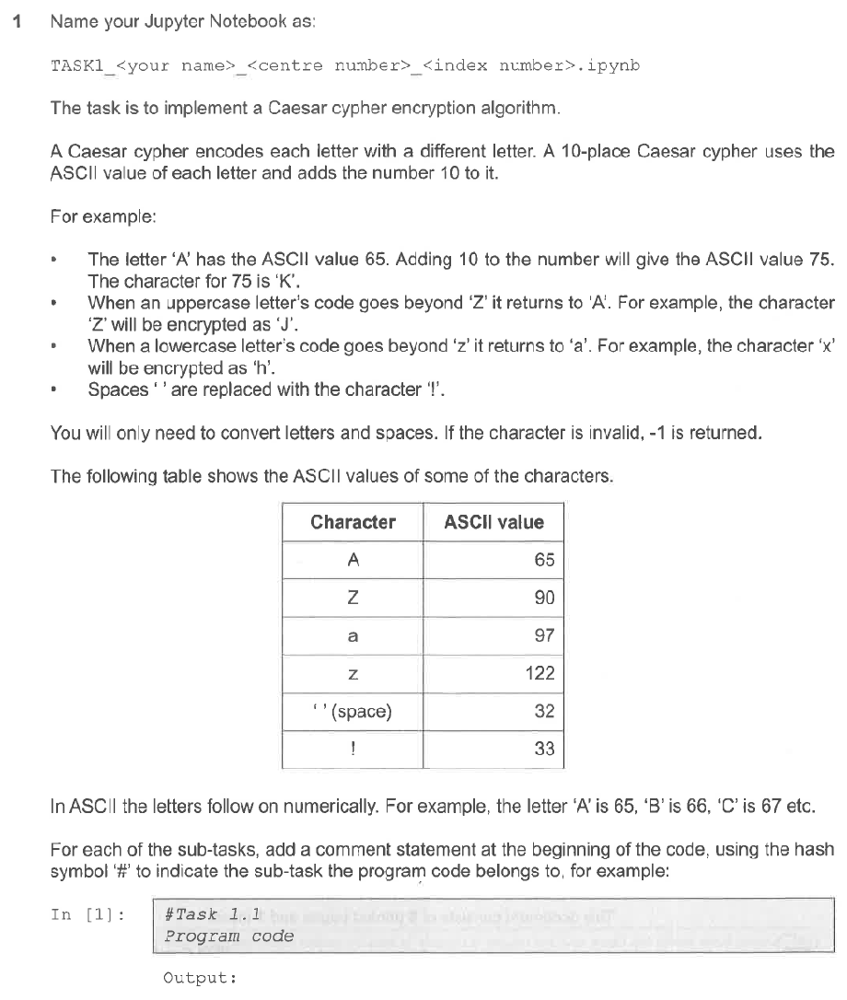 1 Name your Jupyter Notebook as:
TASK1_<your name>_<centre number>_<index number>.ipynb
The task is to implement a Caesar cypher encryption algorithm.
A Caesar cypher encodes each letter with a different letter. A 10-place Caesar cypher uses the
ASCII value of each letter and adds the number 10 to it.
For example:
• The letter ‘A’ has the ASCII value 65. Adding 10 to the number will give the ASCII value 75.
The character for 75 is ‘K’.
• When an uppercase letter’s code goes beyond ‘Z’ it returns to ‘A’. For example, the character
‘Z’ will be encrypted as ‘J’.
• When a lowercase letter’s code goes beyond ‘z’ it returns to ‘a’. For example, the character ‘x’
will be encrypted as ‘h’.
• Spaces ‘ ’ are replaced with the character ‘!’.
You will only need to convert letters and spaces. If the character is invalid, -1 is returned.
The following table shows the ASCII values of some of the characters.
Character ASCII value
A 65
Z 90
a 97
z 122
‘ ’ (space) 32
! 33
In ASCII the letters follow on numerically. For example, the letter ‘A’ is 65, ‘B’ is 66, ‘C’ is 67 etc.
For each of the sub-tasks, add a comment statement at the beginning of the code, using the hash
symbol ‘#’ to indicate the sub-task the program code belongs to, for example:
In [1]: #Task 1.1
Program code
Output: